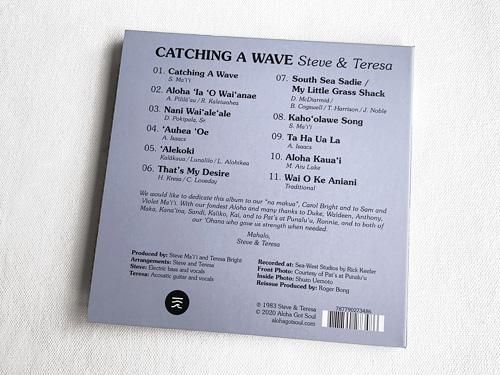 CATCHING A WAVE Steve & Teresa
01. Catching A Wave
S. Ma'i'i
02. Aloha 'Ia 'O Wai'anae
A. Pililā'au / R. Kaleiwahea
03. Nani Wai'ale'ale
D. Pokipala, Sr.
04. 'Auhea 'Oe
A. Isaacs
05. 'Alekoki
Kalākaua / Lunalilo / L. Alohikea
06. That's My Desire
H. Kresa / C. Loveday
07. South Sea Sadie /
My Little Grass Shack
D. McDiarmid /
B. Cogswell / T. Harrison / J. Noble
08. Kaho'olawe Song
S. Ma'i'i
09. Ta Ha Ua La
A. Isaacs
10. Aloha Kaua'i
M. Aiu Lake
11. Wai O Ke Aniani
Traditional
We would like to dedicate this album to our "na makua", Carol Bright and to Sam and
Violet Ma'i'i. With our fondest Aloha and many thanks to Duke, Waldeen, Anthony,
Maka, Kana'ina, Sandi, Kaliko, Kai, and to Pat's at Punalu'u, Ronnie, and to both of
our 'Ohana who gave us strength when needed.
Mahalo,
Steve & Teresa
Produced by: Steve Ma'i'i and Teresa Bright
Arrangements: Steve and Teresa
Steve: Electric bass and vocals
Teresa: Acoustic guitar and vocals
Recorded at: Sea-West Studios by Rick Keefer
Front Photo: Courtesy of Pat's at Punalu'u
Inside Photo: Shuzo Uemoto
Reissue Produced by: Roger Bong
℗ 1983 Steve & Teresa
© 2020 Aloha Got Soul
alohagotsoul.com
787790273486